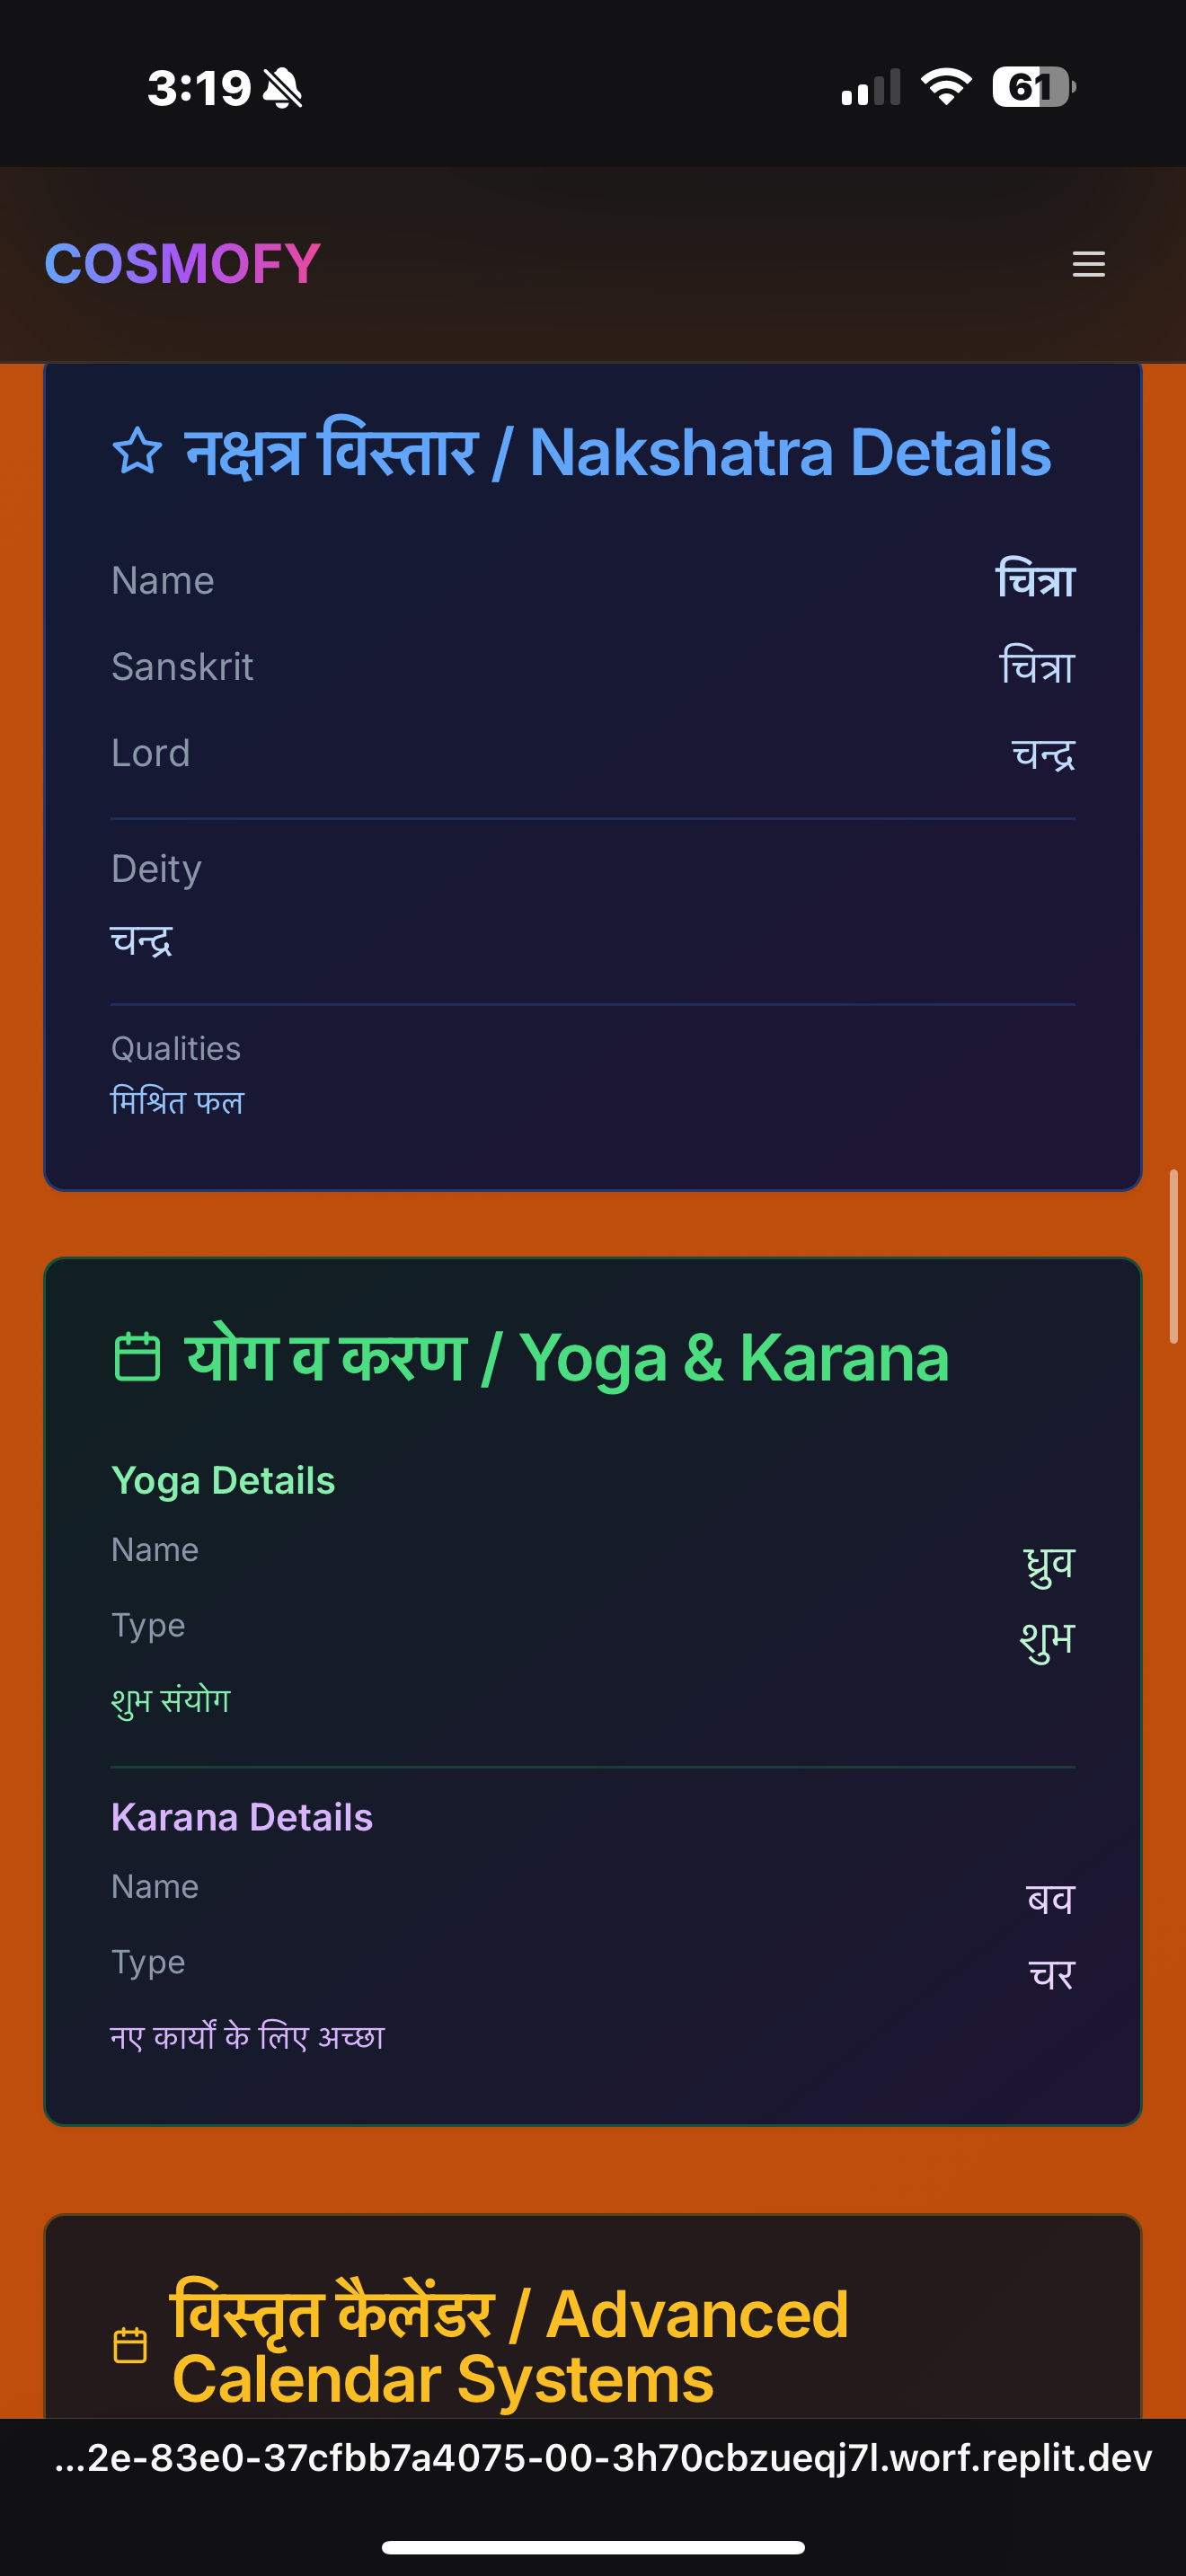 3:19
61
COSMOFY
नक्षत्र विस्तार / Nakshatra Details
Name चित्रा
Sanskrit चित्रा
Lord चन्द्र
Deity
चन्द्र
Qualities
मिश्रित फल
योग व करण / Yoga & Karana
Yoga Details
Name ध्रुव
Type शुभ
शुभ संयोग
Karana Details
Name बव
Type चर
नए कार्यों के लिए अच्छा
विस्तृत कैलेंडर / Advanced
Calendar Systems
...2e-83e0-37cfbb7a4075-00-3h70cbzueqj7l.worf.replit.dev